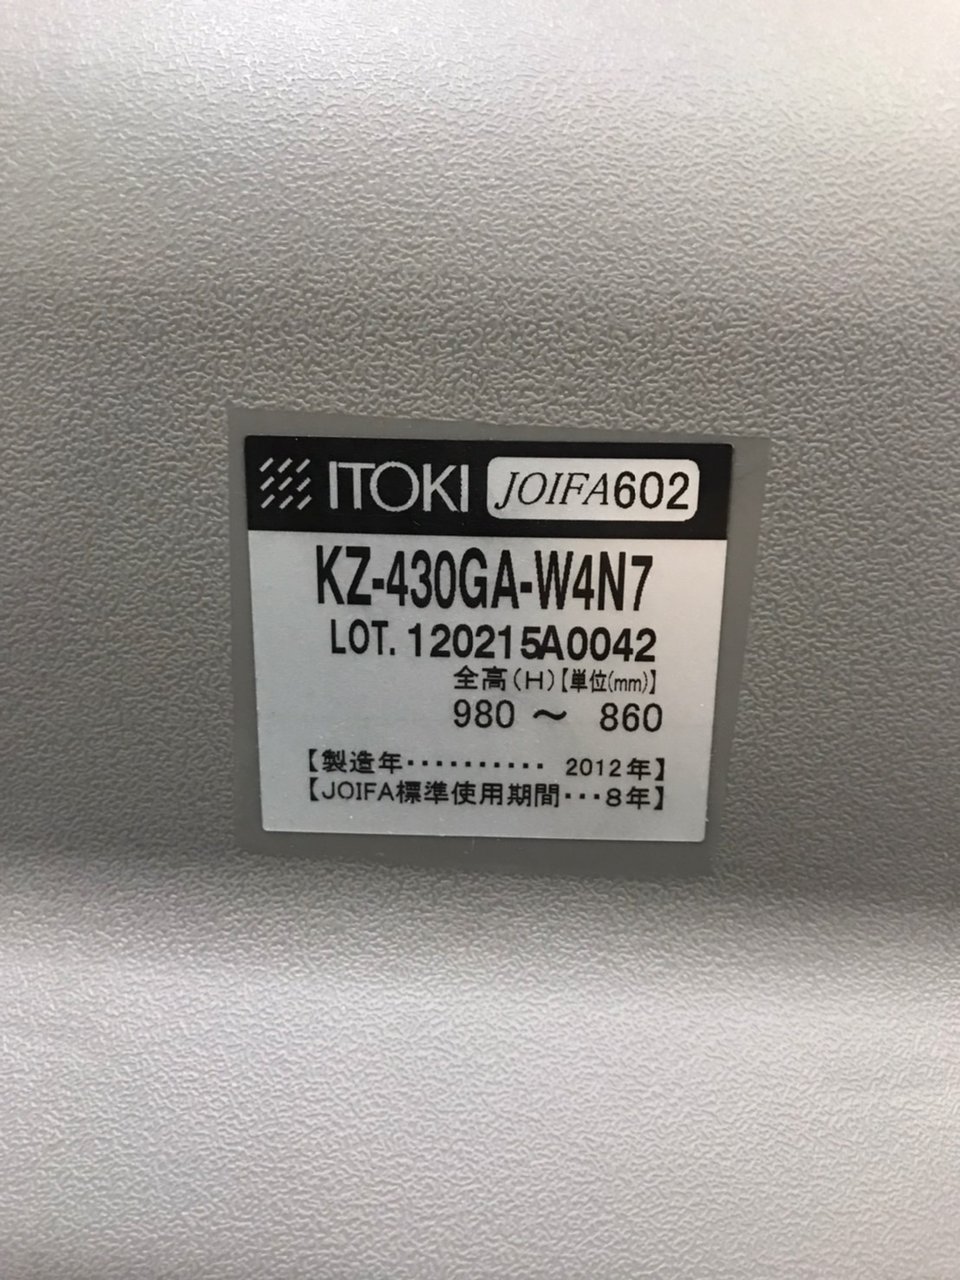 ITOKI JOIFA602
KZ-430GA-W4N7
LOT. 120215A0042
全高(H)【単位(mm)】
980 ～ 860
【製造年・・・・・・・・・・ 2012年】
【JOIFA標準使用期間・・・8年】